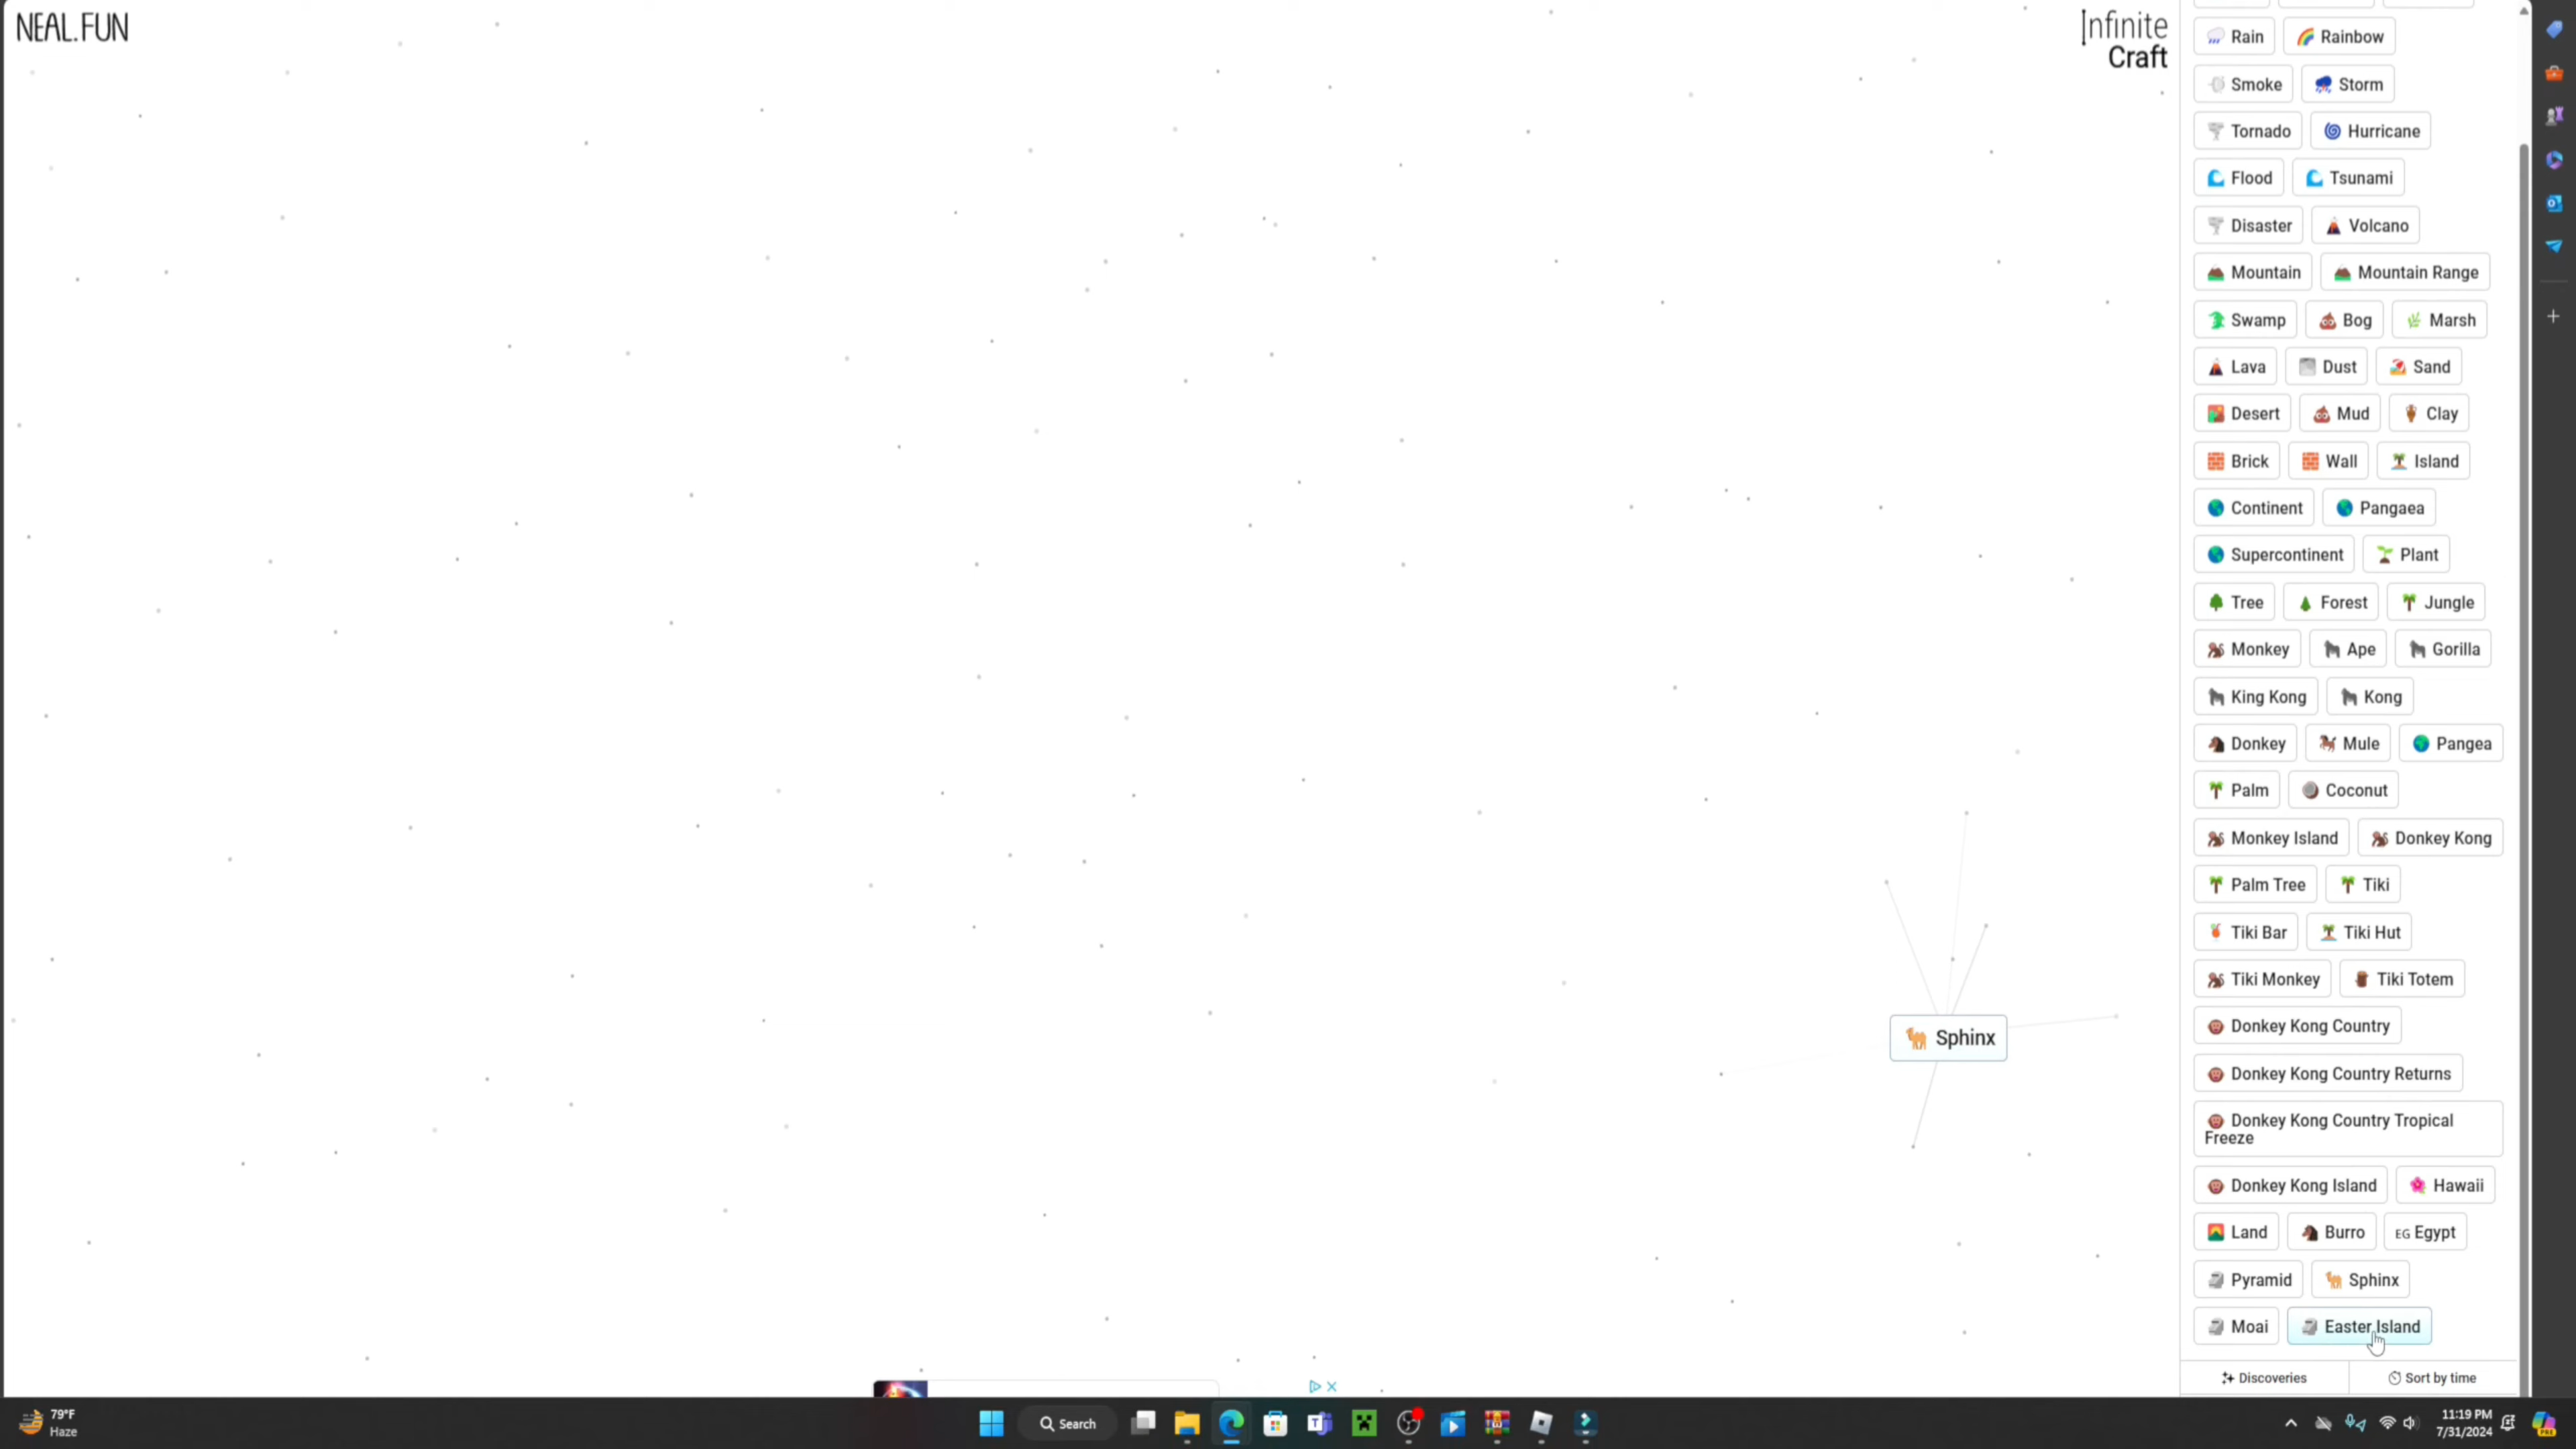 NEAL.FUN
Infinite
Craft
Rain Rainbow
Smoke Storm
Tornado Hurricane
Flood Tsunami
Disaster Volcano
Mountain Mountain Range
Swamp Bog Marsh
Lava Dust Sand
Desert Mud Clay
Brick Wall Island
Continent Pangaea
Supercontinent Plant
Tree Forest Jungle
Monkey Ape Gorilla
King Kong Kong
Donkey Mule Pangea
Palm Coconut
Monkey Island Donkey Kong
Palm Tree Tiki
Tiki Bar Tiki Hut
Tiki Monkey Tiki Totem
Donkey Kong Country
Donkey Kong Country Returns
Donkey Kong Country Tropical
Freeze
Donkey Kong Island Hawaii
Land Burro EG Egypt
Pyramid Sphinx
Moai Easter Island
Sphinx
Discoveries Sort by time
79°F
Haze
Search
11:19 PM
7/31/2024